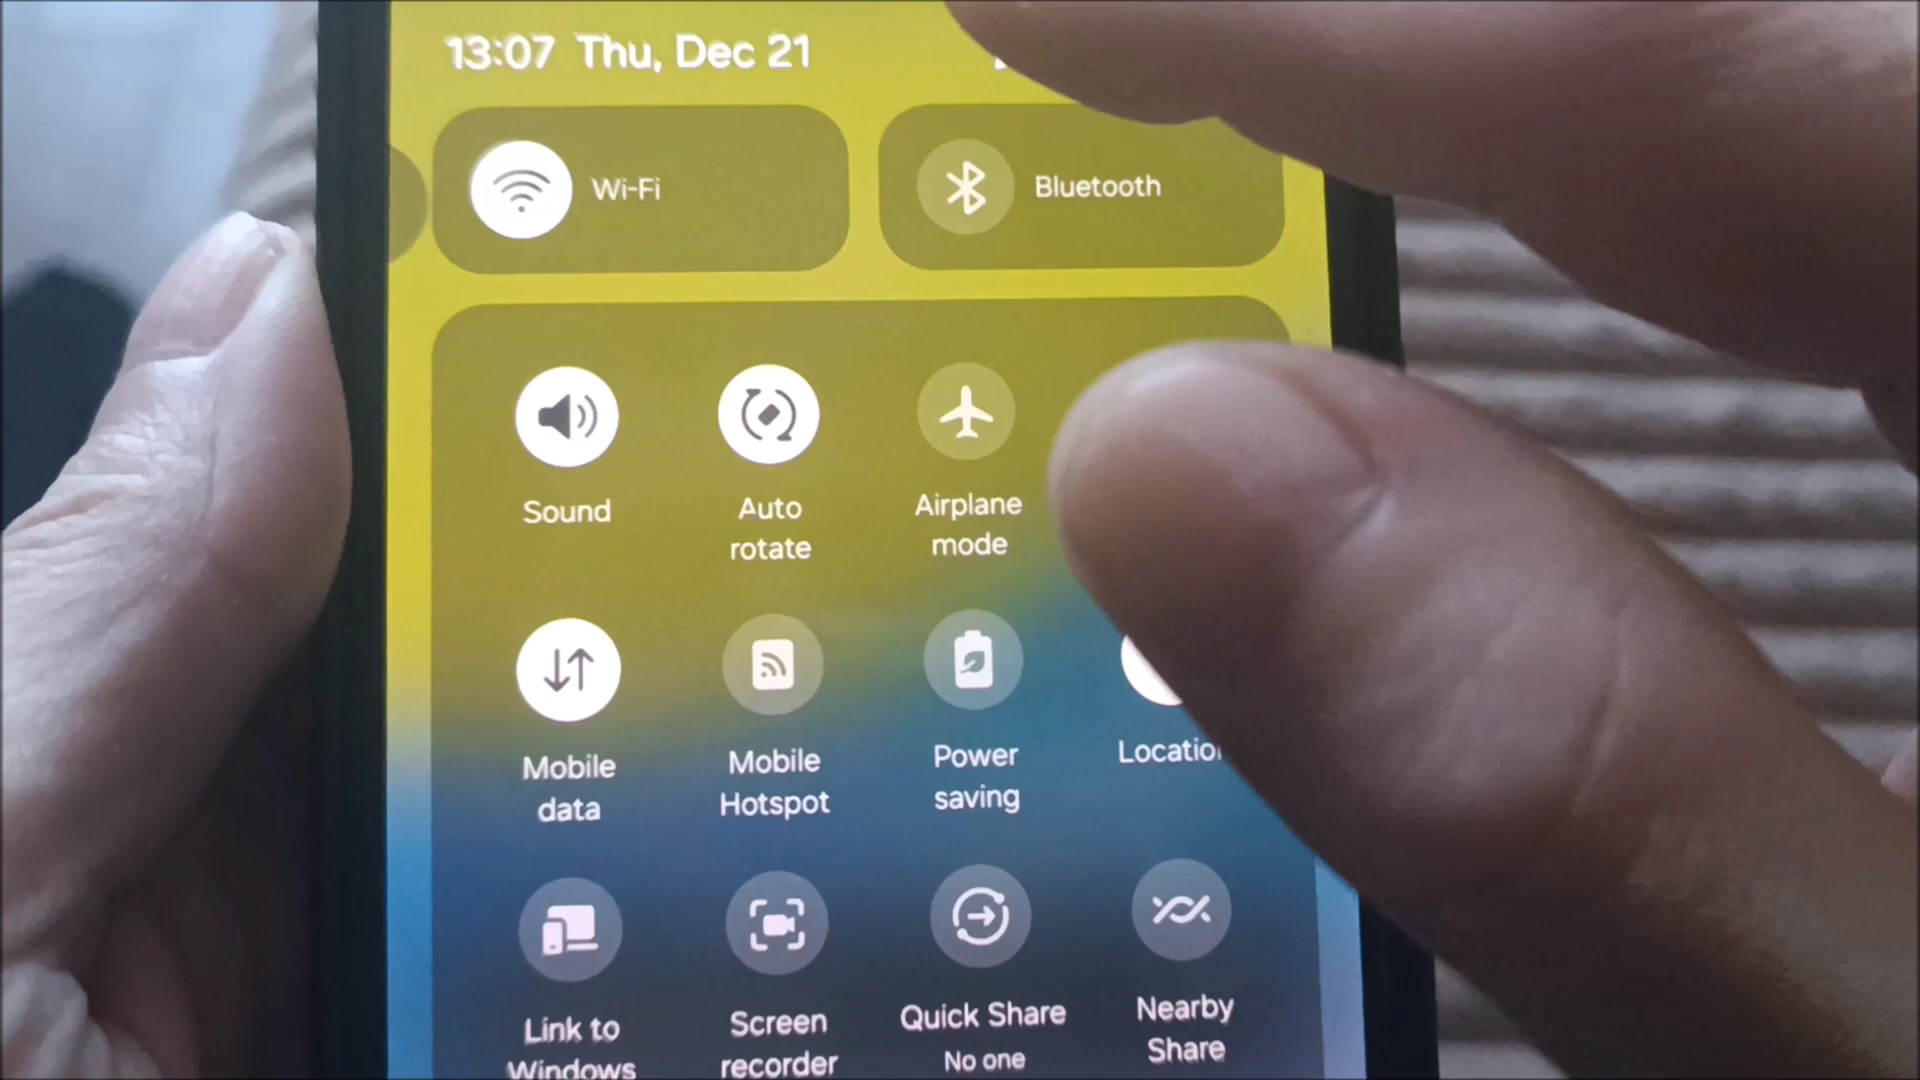 13:07 Thu, Dec 21
Wi-Fi
Bluetooth
Sound
Auto
rotate
Airplane
mode
Mobile
data
Mobile
Hotspot
Power
saving
Locatio
Link to
Windows
Screen
recorder
Quick Share
No one
Nearby
Share